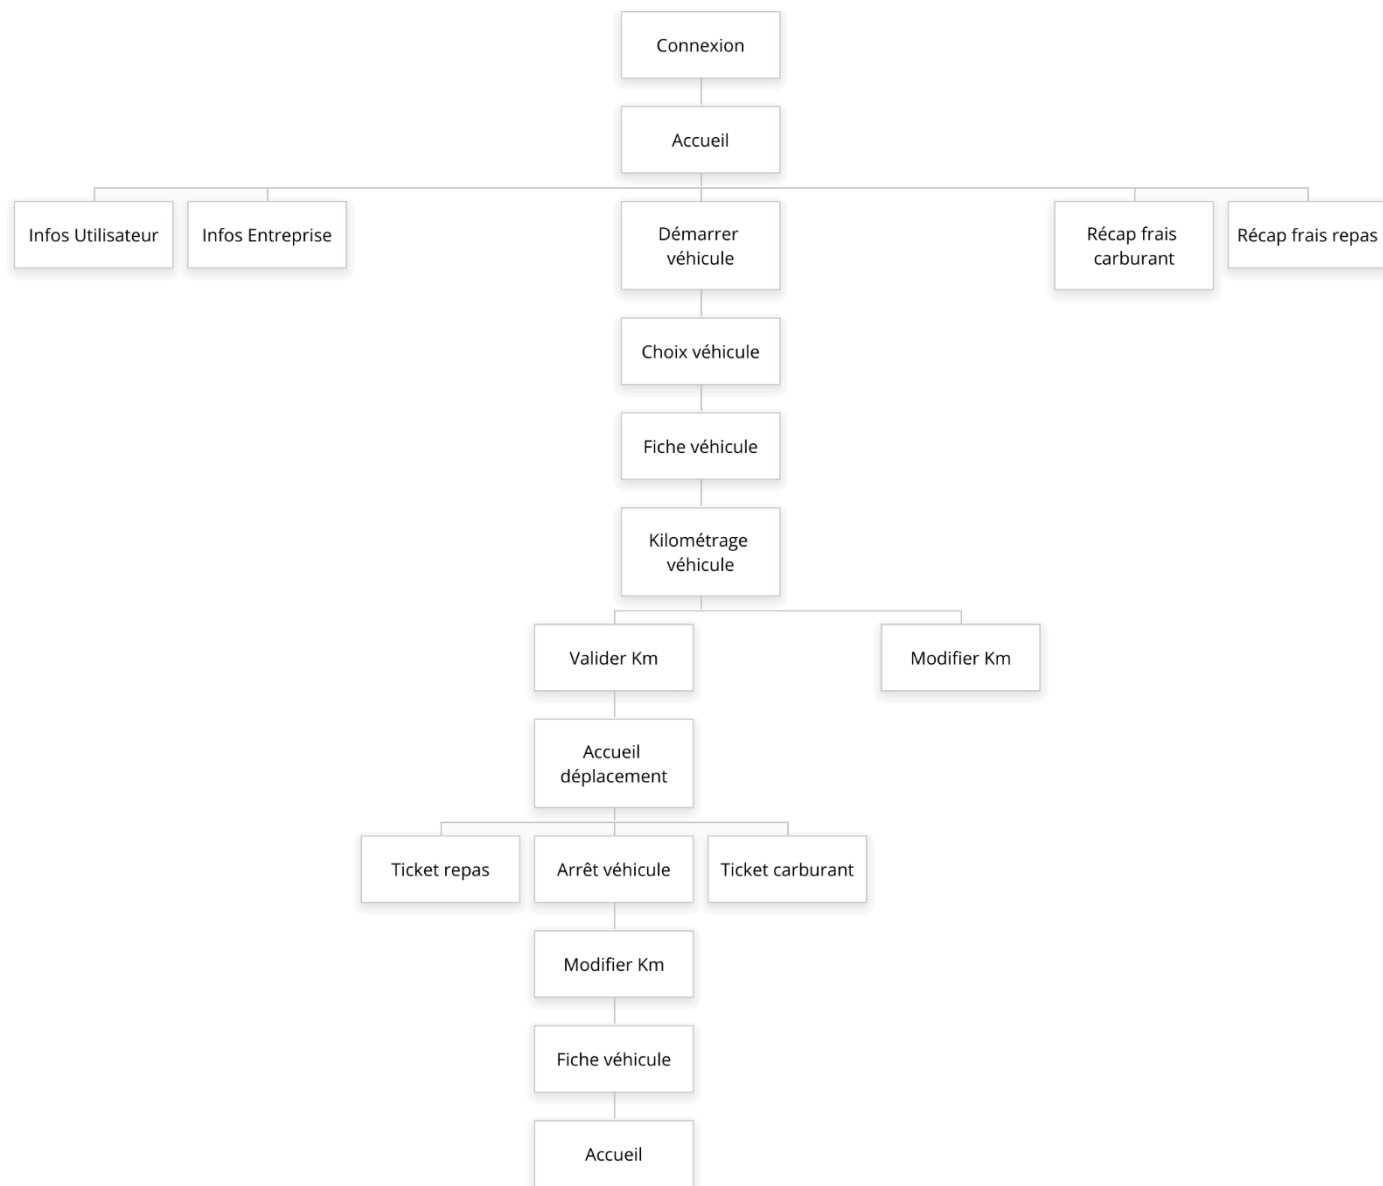 Connexion
Accueil
Infos Utilisateur
Infos Entreprise
Démarrer
véhicule
Récap frais
carburant
Récap frais repas
Choix véhicule
Fiche véhicule
Kilométrage
véhicule
Valider Km
Modifier Km
Accueil
déplacement
Ticket repas
Arrêt véhicule
Ticket carburant
Modifier Km
Fiche véhicule
Accueil